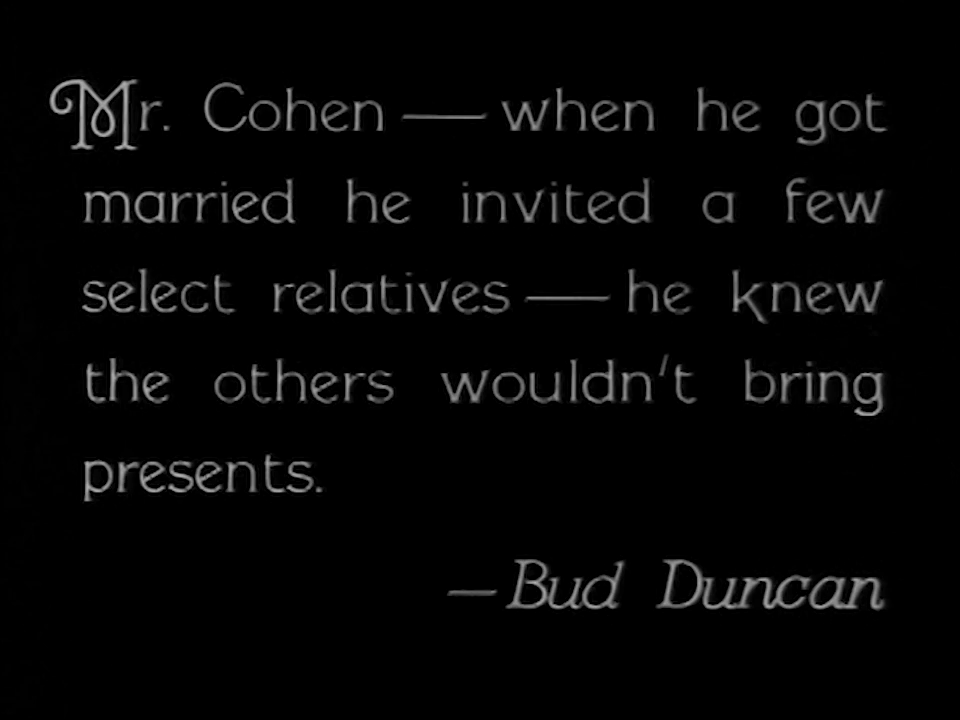 Mr. Cohen — when he got
married he invited a few
select relatives — he knew
the others wouldn't bring
presents.
— Bud Duncan